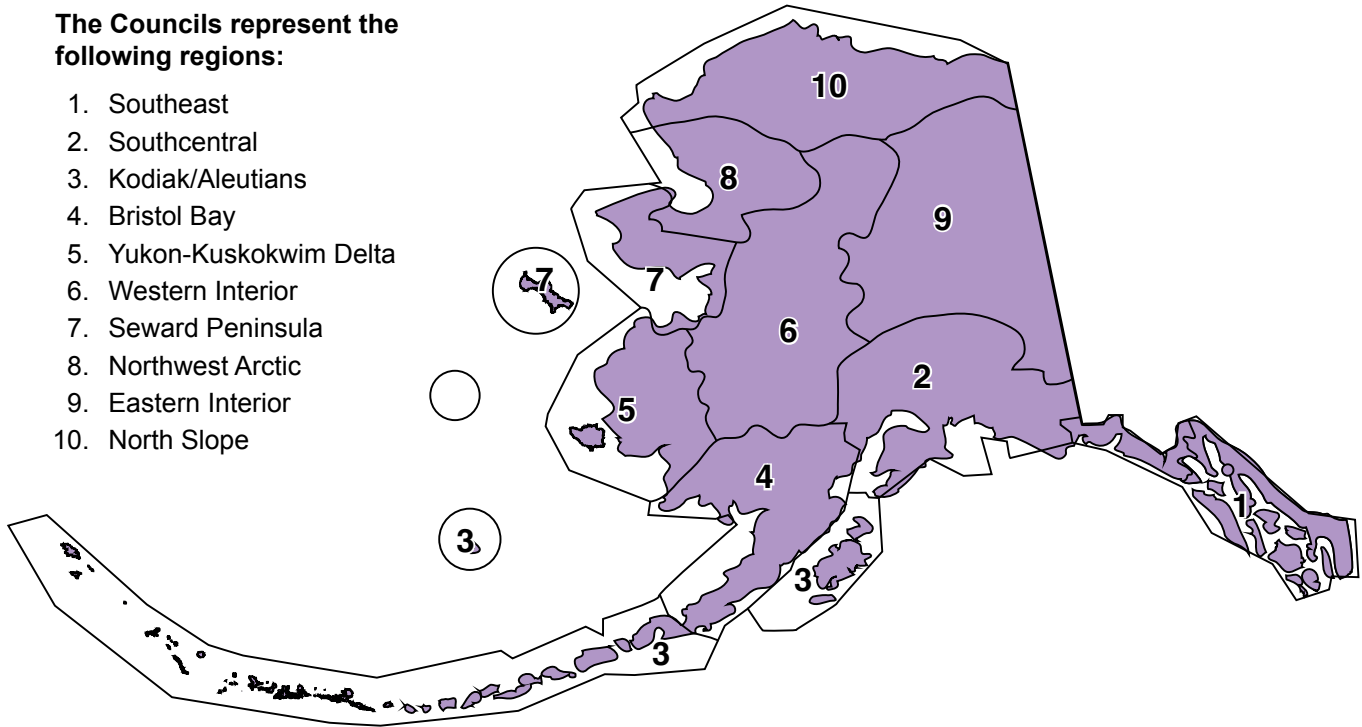 The Councils represent the
following regions:
1. Southeast
2. Southcentral
3. Kodiak/Aleutians
4. Bristol Bay
5. Yukon-Kuskokwim Delta
6. Western Interior
7. Seward Peninsula
8. Northwest Arctic
9. Eastern Interior
10. North Slope
10
8
9
7
7
6
2
5
4
1
3
3
3